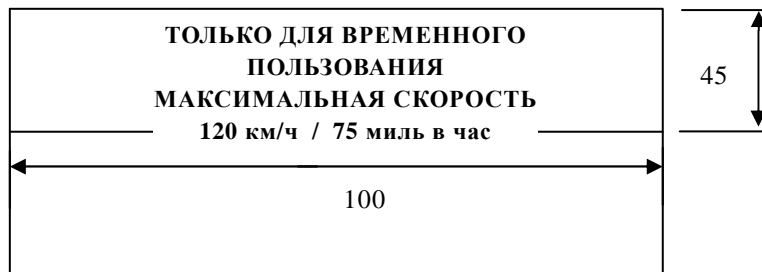 ТОЛЬКО ДЛЯ ВРЕМЕННОГО
ПОЛЬЗОВАНИЯ
МАКСИМАЛЬНАЯ СКОРОСТЬ
120 км/ч / 75 миль в час
45
100